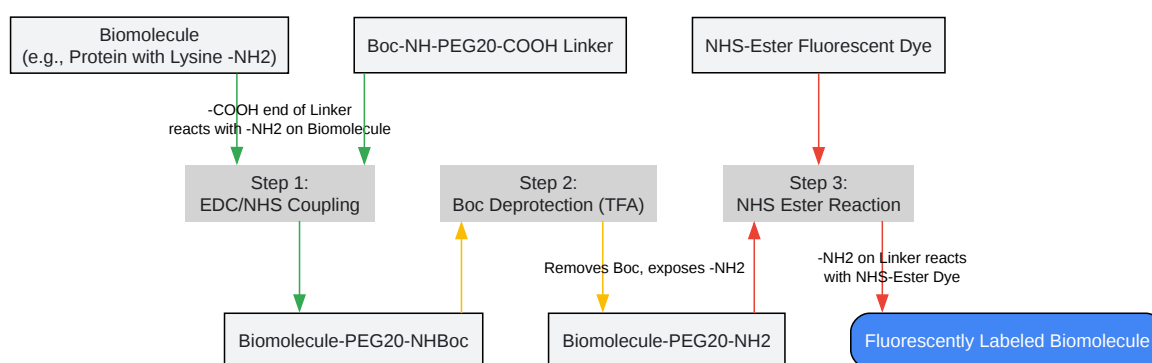 Biomolecule
(e.g., Protein with Lysine -NH2)
Boc-NH-PEG20-COOH Linker
NHS-Ester Fluorescent Dye
-COOH end of Linker
reacts with -NH2 on Biomolecule
Step 1:
EDC/NHS Coupling
Step 2:
Boc Deprotection (TFA)
Step 3:
NHS Ester Reaction
Removes Boc, exposes -NH2
-NH2 on Linker reacts
with NHS-Ester Dye
Biomolecule-PEG20-NHBoc
Biomolecule-PEG20-NH2
Fluorescently Labeled Biomolecule